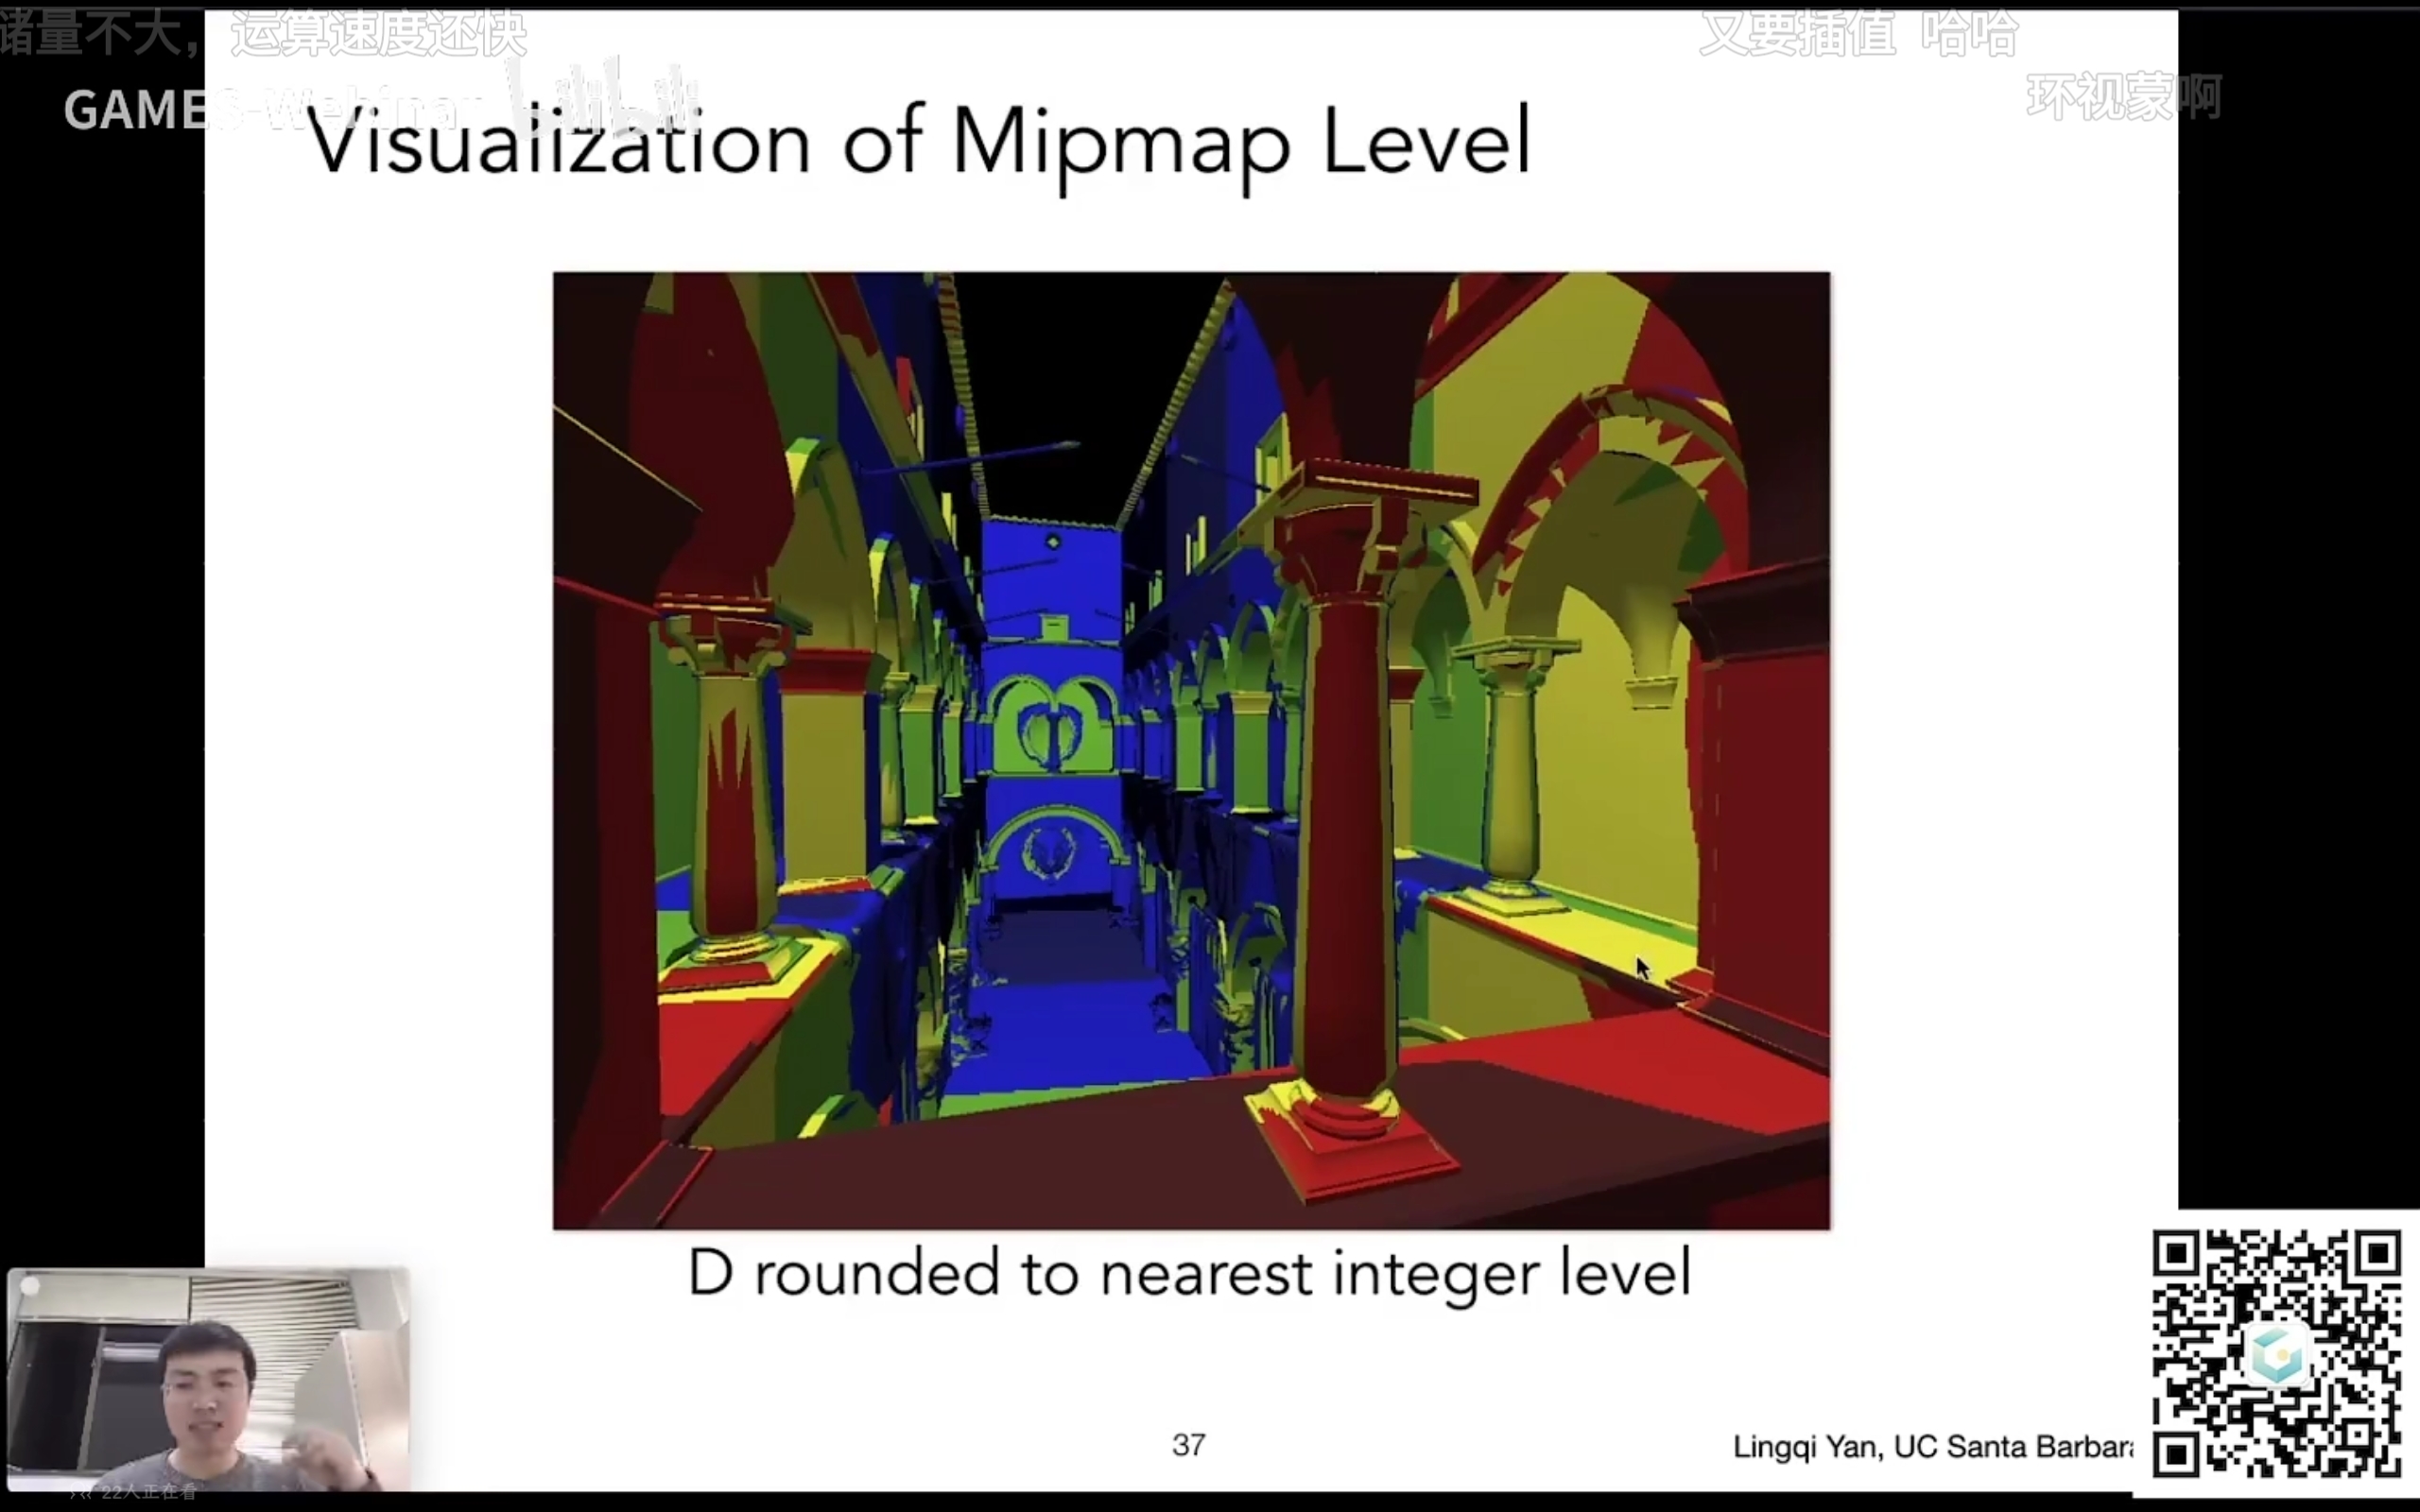 诸量不大，运算速度还快
又要插值 哈哈
环视蒙啊
GAMES-Webinar bilibili
Visualization of Mipmap Level
D rounded to nearest integer level
37
Lingqi Yan, UC Santa Barbara
22人正在看